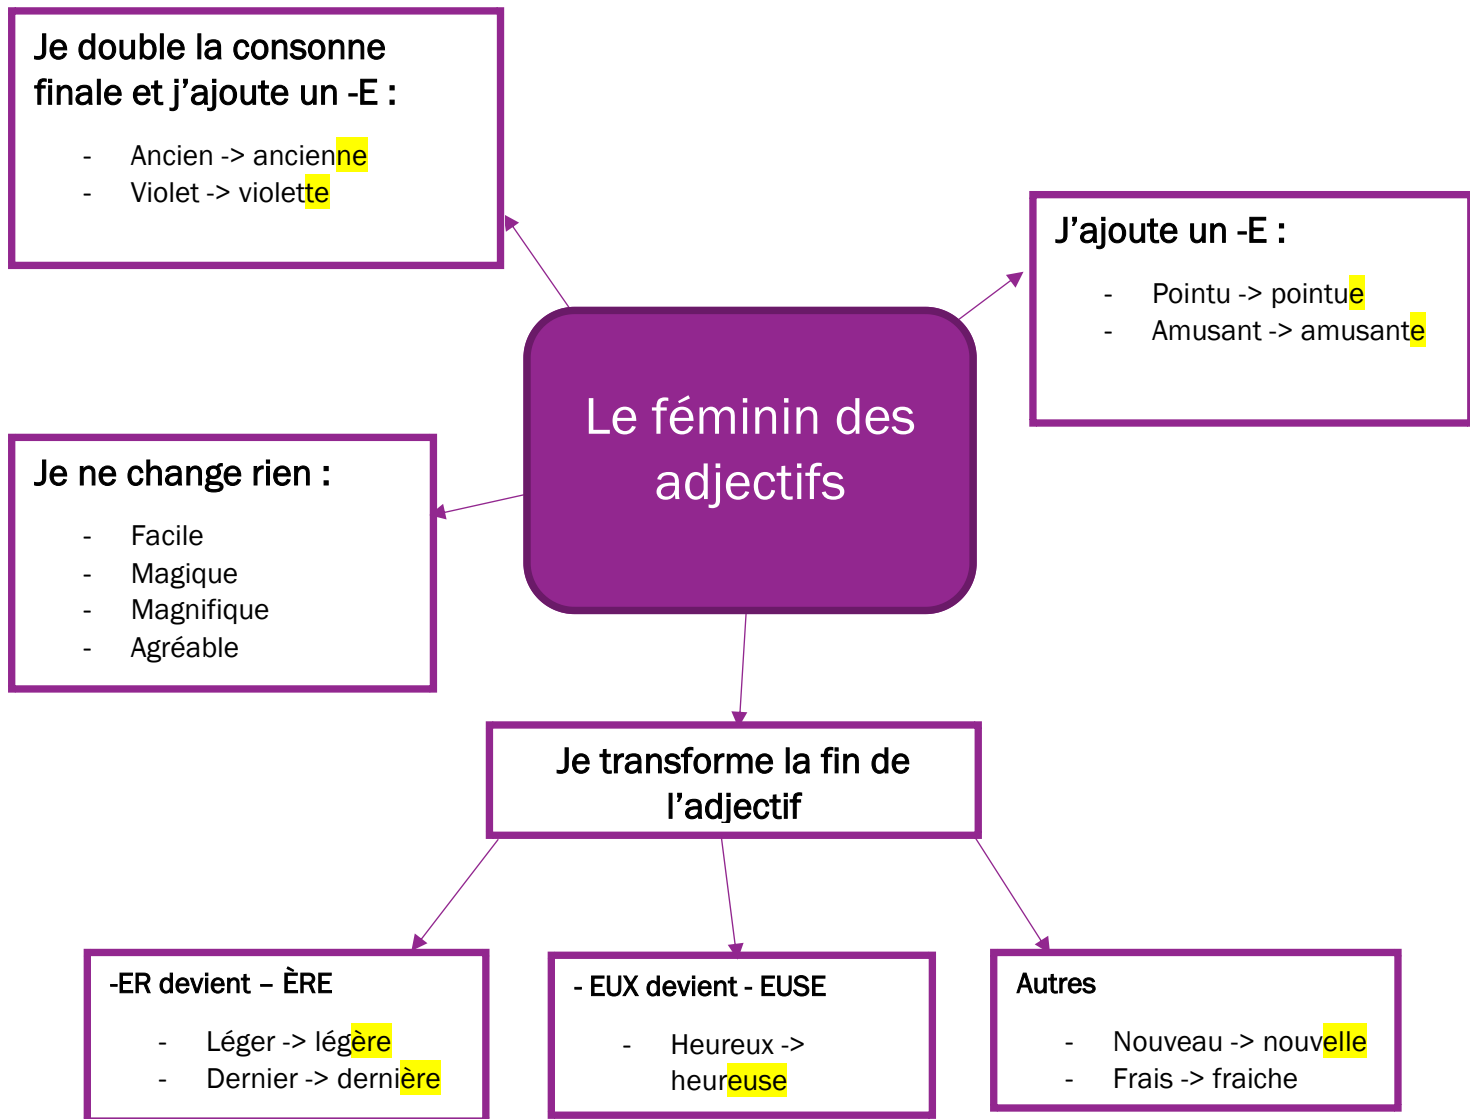 Je double la consonne
finale et j’ajoute un -E :
- Ancien -> ancienne
- Violet -> violette
J’ajoute un -E :
- Pointu -> pointue
- Amusant -> amusante
Le féminin des
adjectifs
Je ne change rien :
- Facile
- Magique
- Magnifique
- Agréable
Je transforme la fin de
l’adjectif
-ER devient – ÈRE
- Léger -> légère
- Dernier -> dernière
- EUX devient - EUSE
- Heureux ->
heureuse
Autres
- Nouveau -> nouvelle
- Frais -> fraiche